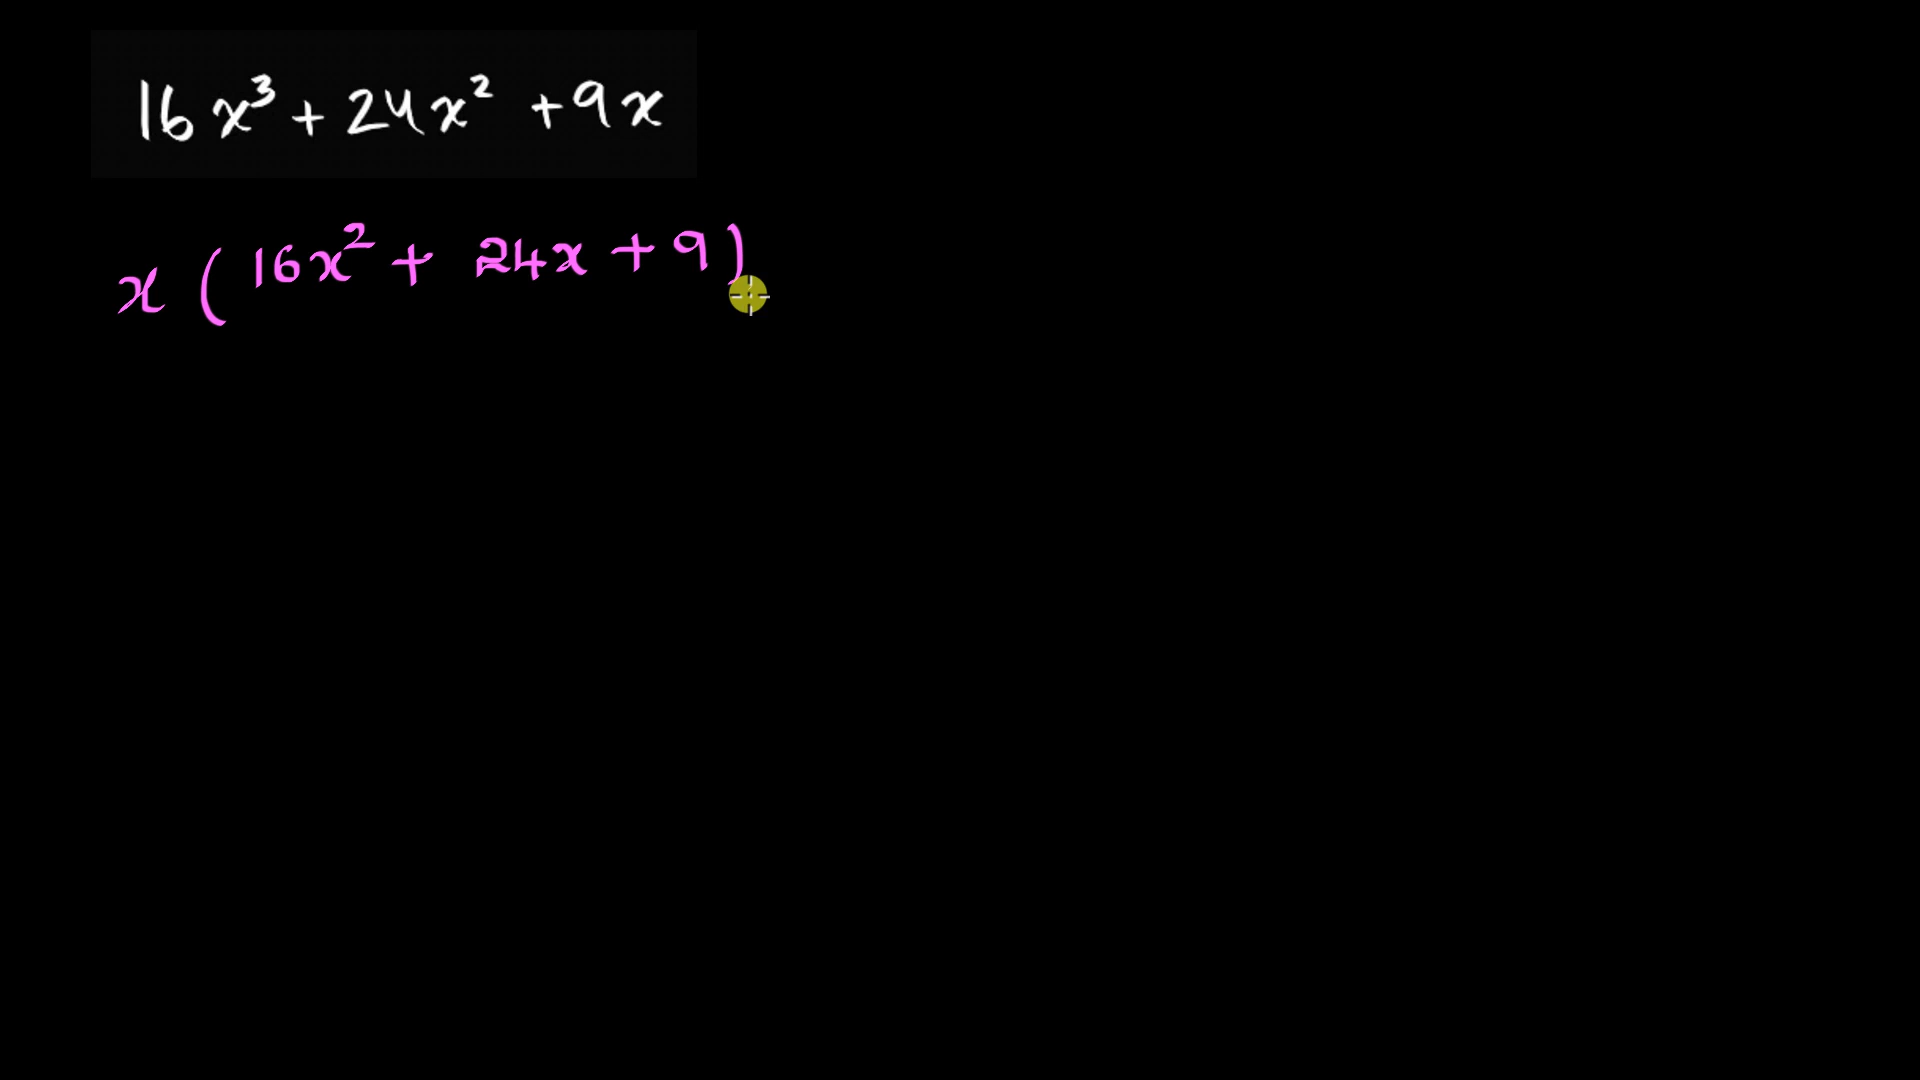 16x³ + 24x² + 9x
x ( 16x² + 24x + 9 )